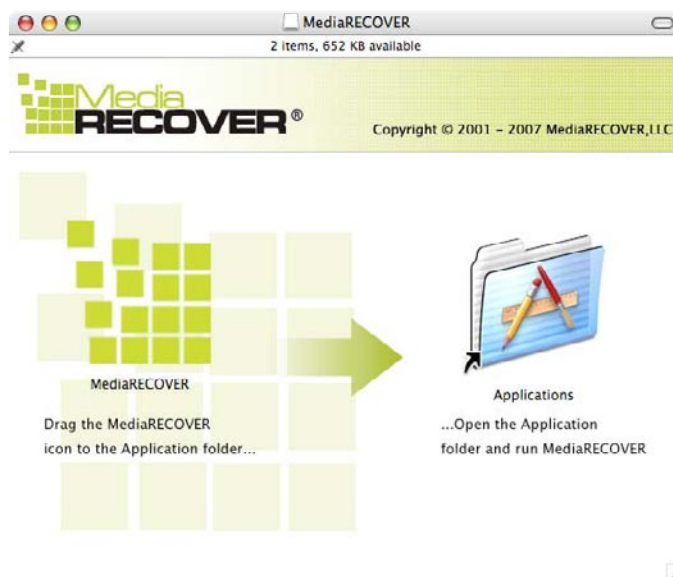 MediaRECOVER
2 items, 652 KB available
Media
RECOVER®
Copyright © 2001 – 2007 MediaRECOVER,LLC
MediaRECOVER
Applications
Drag the MediaRECOVER
icon to the Application folder...
...Open the Application
folder and run MediaRECOVER